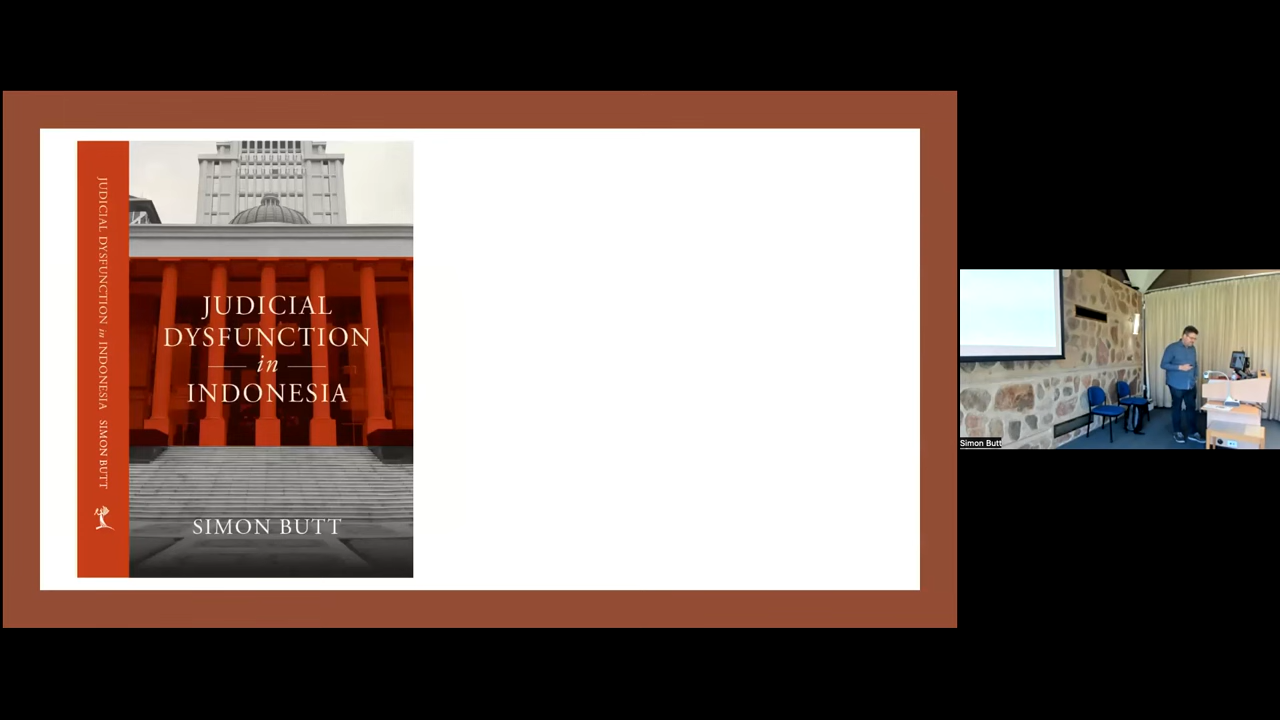 JUDICIAL DYSFUNCTION in INDONESIA SIMON BUTT
JUDICIAL
DYSFUNCTION
in
INDONESIA
SIMON BUTT
Simon Butt